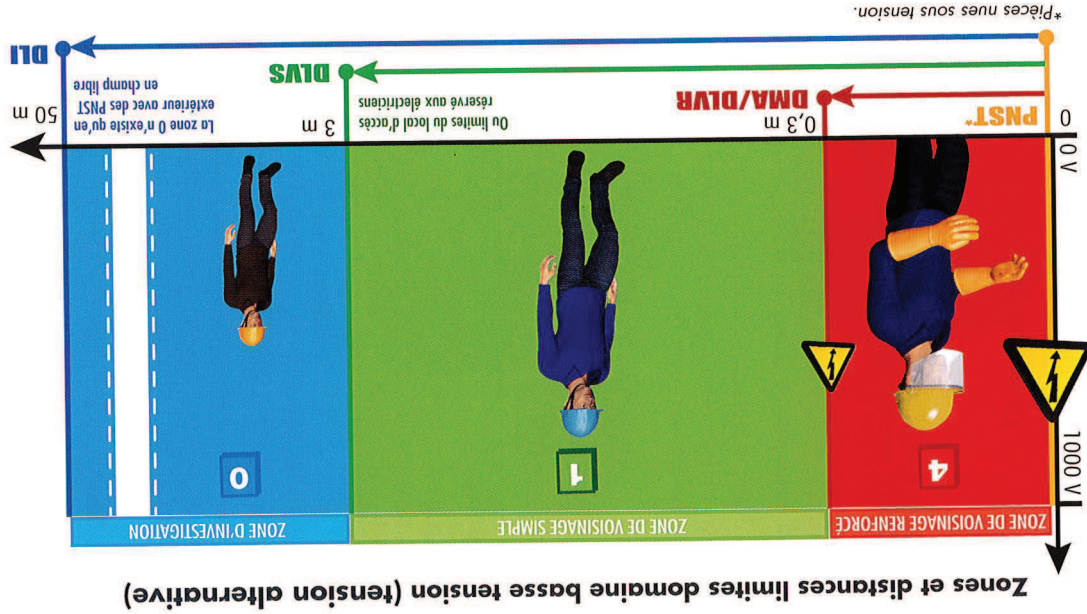 Zones et distances limites domaine basse tension (tension alternative)
1000 V
ZONE DE VOISINAGE RENFORCÉ
ZONE DE VOISINAGE SIMPLE
ZONE D'INVESTIGATION
4
1
0
0 V
0
PNST*
0,3 m
DMA/DLVR
Ou limites du local d'accès
réservé aux électriciens
3 m
DLVS
La zone 0 n'existe qu'en
extérieur avec des PNST
en champ libre
50 m
DLI
*Pièces nues sous tension.